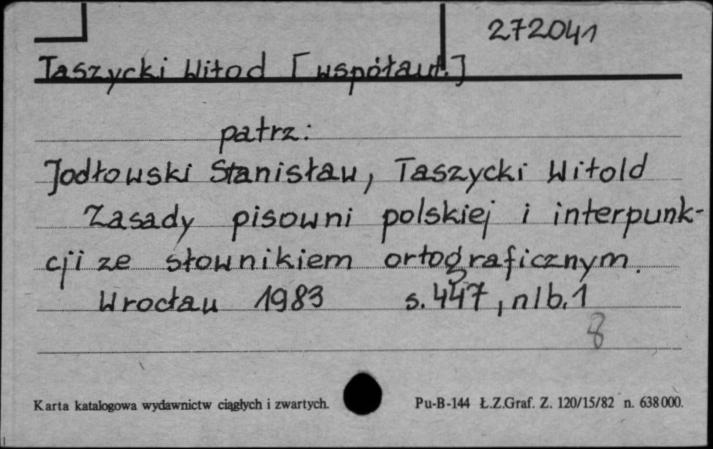 272041
Taszycki Witod [współaut.]
patrz:
Jodłowski Stanisław, Taszycki Witold
Zasady pisowni polskiej i interpunk-
cji ze słownikiem ortograficznym.
Wrocław 1983 s. 447, nlb. 1
8
Karta katalogowa wydawnictw ciągłych i zwartych. Pu-B-144 Ł.Z.Graf. Z. 120/15/82 n. 638000.